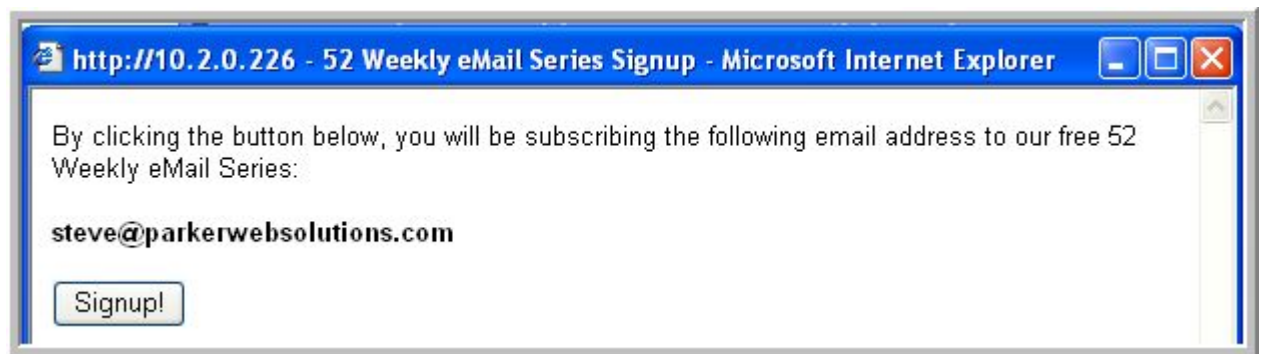 http://10.2.0.226 - 52 Weekly eMail Series Signup - Microsoft Internet Explorer
By clicking the button below, you will be subscribing the following email address to our free 52
Weekly eMail Series:
steve@parkerwebsolutions.com
Signup!